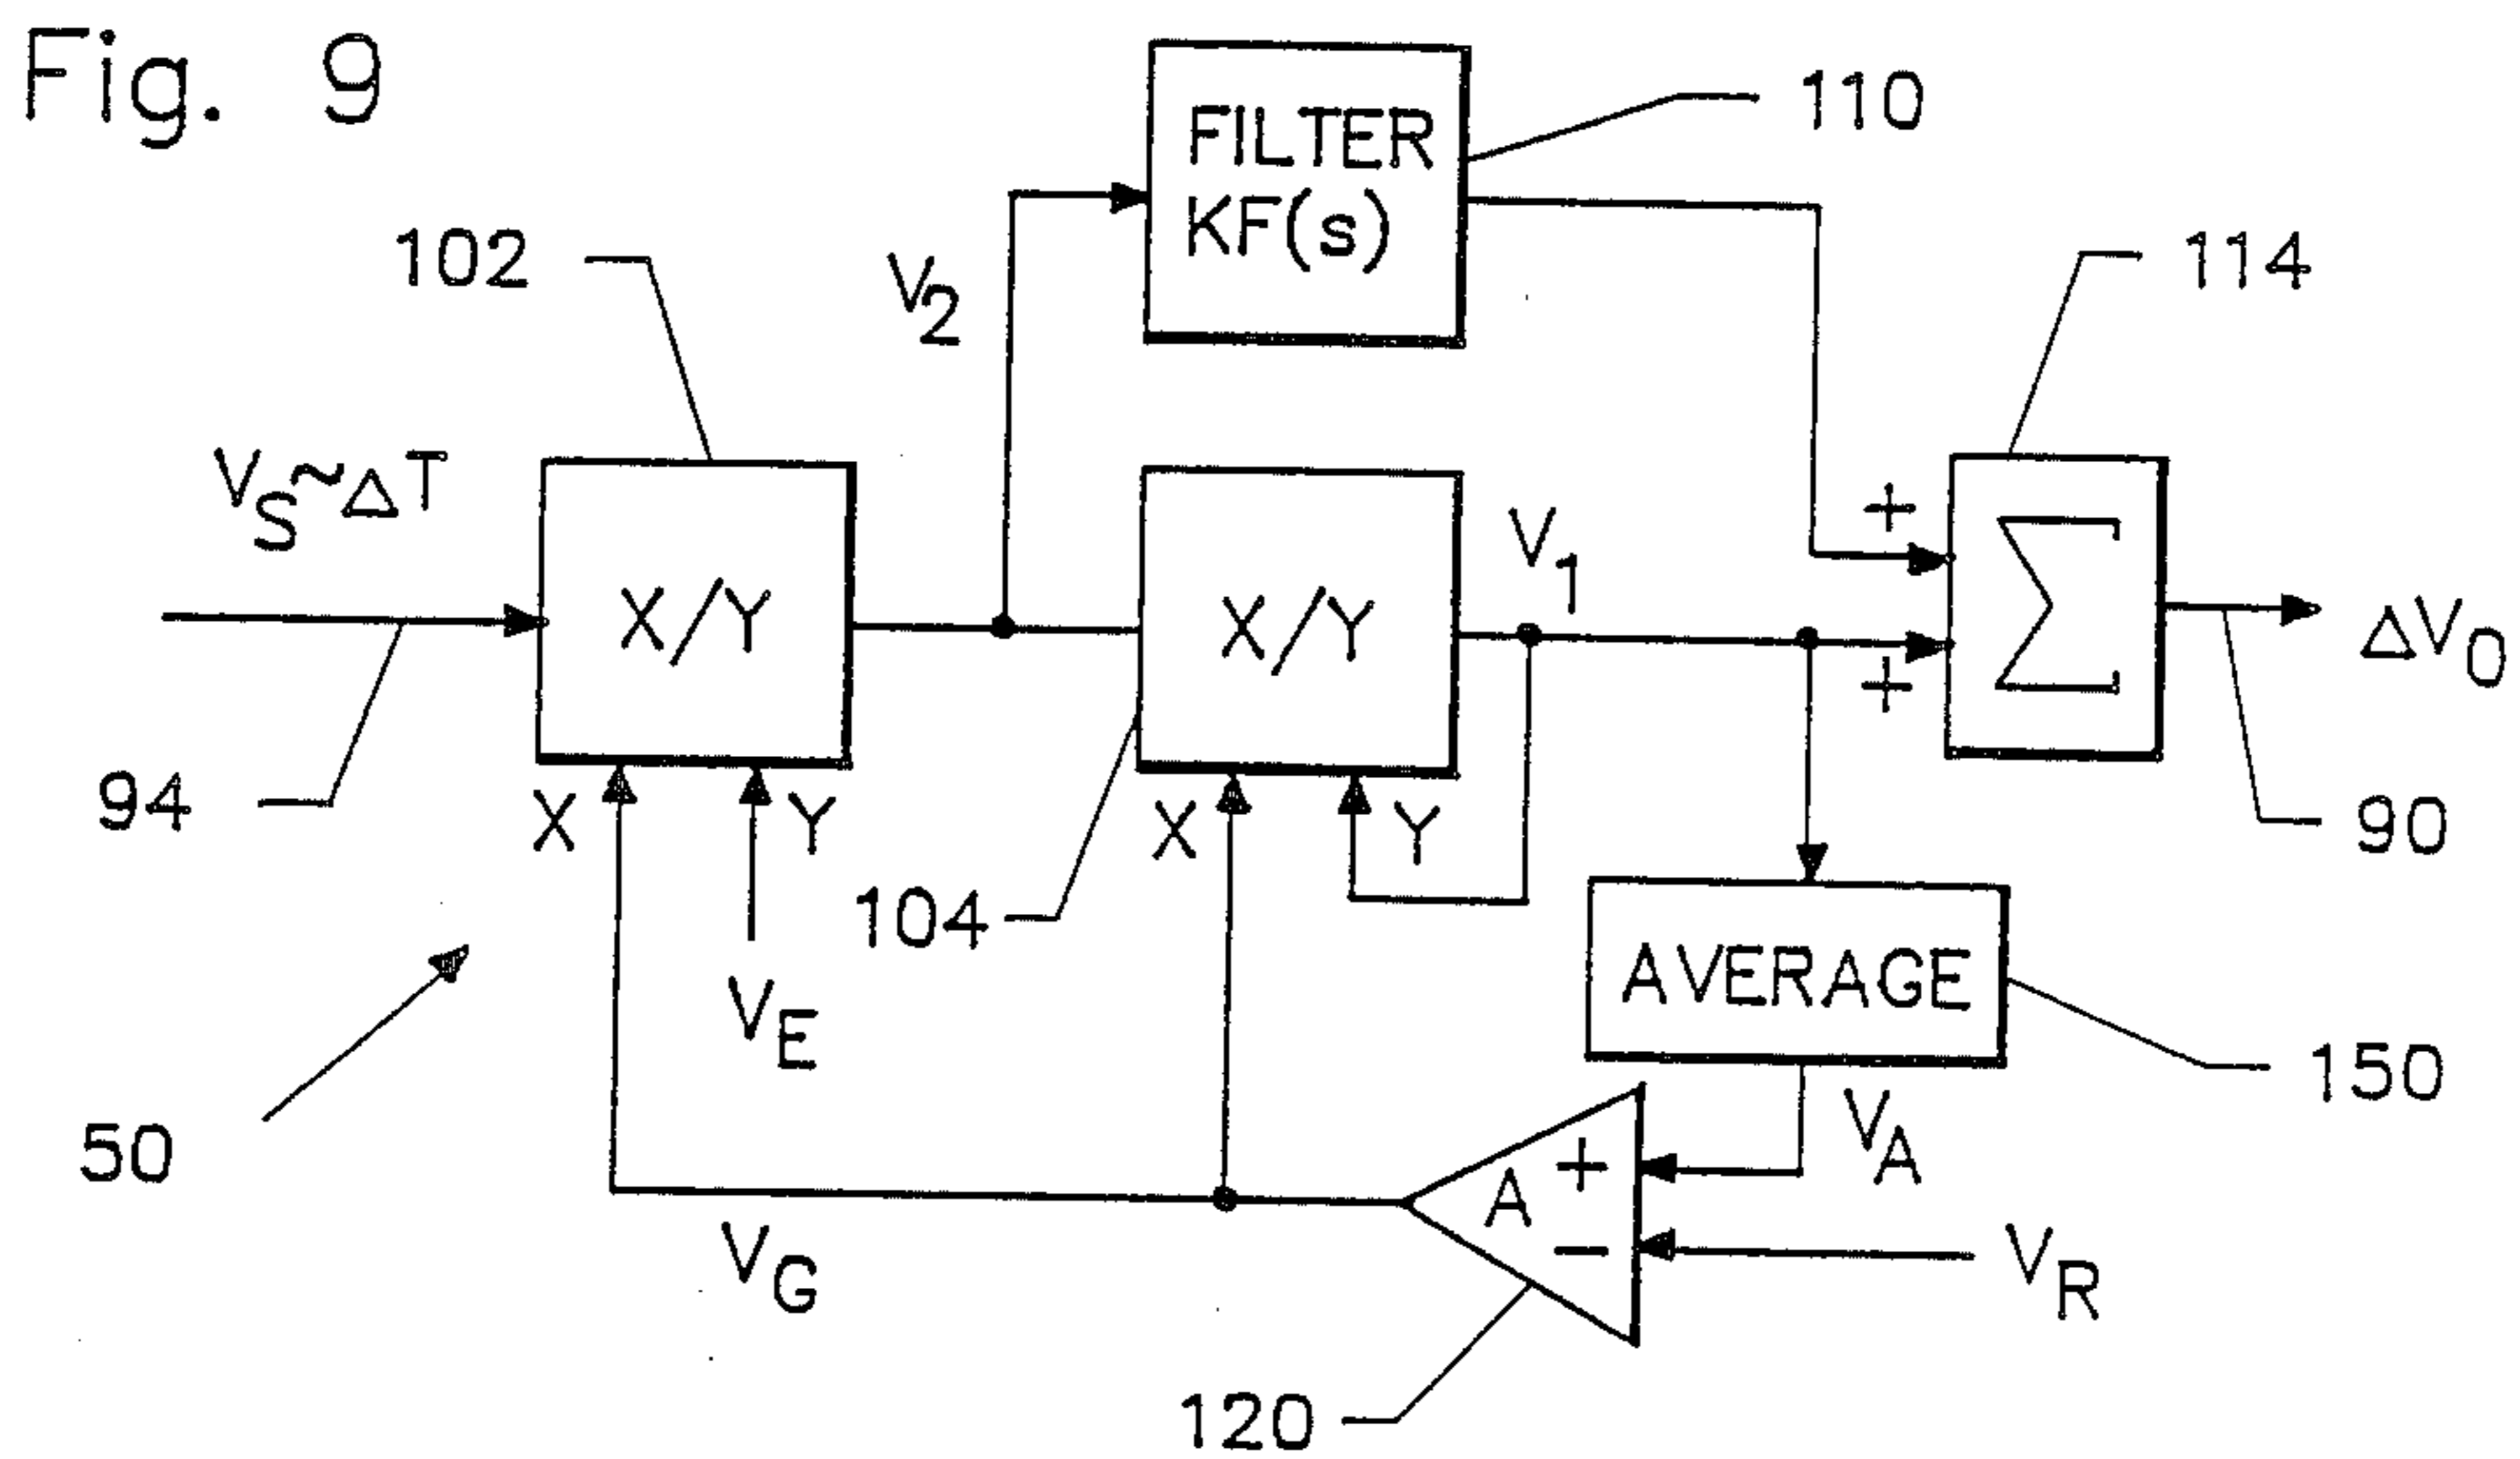 Fig. 9
FILTER
KF(s)
110
102
V2
114
VS~ΔT
X/Y
X/Y
V1
+
+
Σ
ΔVO
94
X
Y
X
Y
90
104
AVERAGE
VE
150
50
VA
A
+
−
VG
VR
120